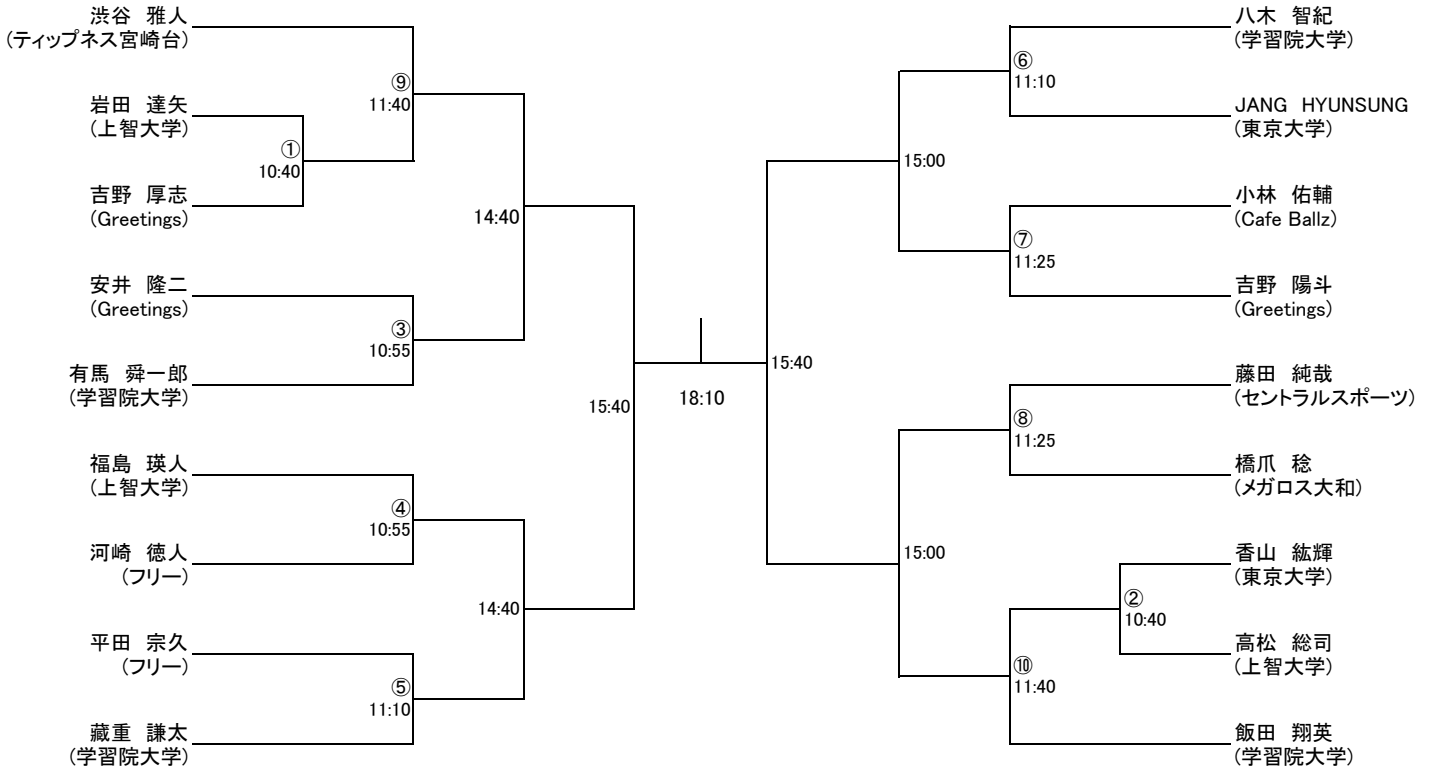 渋谷　雅人
(ティップネス宮崎台)
⑨
11:40
岩田　達矢
(上智大学)
①
10:40
吉野　厚志
(Greetings)
14:40
安井　隆二
(Greetings)
③
10:55
有馬　舜一郎
(学習院大学)
15:40
福島　瑛人
(上智大学)
④
10:55
河崎　徳人
(フリー)
14:40
平田　宗久
(フリー)
⑤
11:10
藏重　謙太
(学習院大学)
18:10
八木　智紀
(学習院大学)
⑥
11:10
JANG　HYUNSUNG
(東京大学)
15:00
小林　佑輔
(Cafe Ballz)
⑦
11:25
吉野　陽斗
(Greetings)
15:40
藤田　純哉
(セントラルスポーツ)
⑧
11:25
橋爪　稔
(メガロス大和)
15:00
香山　紘輝
(東京大学)
②
10:40
高松　総司
(上智大学)
⑩
11:40
飯田　翔英
(学習院大学)